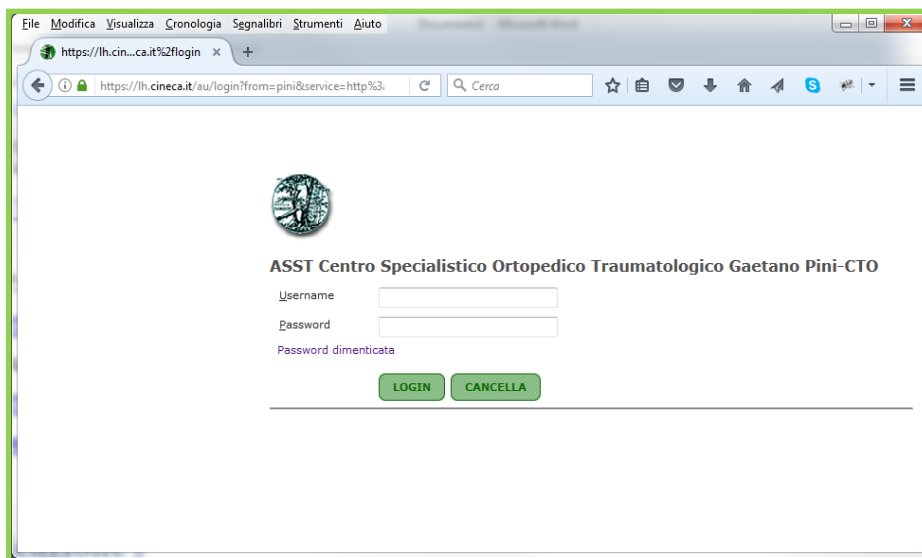 File Modifica Visualizza Cronologia Segnalibri Strumenti Aiuto
https://lh.cin...ca.it%2flogin × +
https://lh.cineca.it/au/login?from=pini&service=http%3 Cerca
ASST Centro Specialistico Ortopedico Traumatologico Gaetano Pini-CTO
Username
Password
Password dimenticata
LOGIN CANCELLA